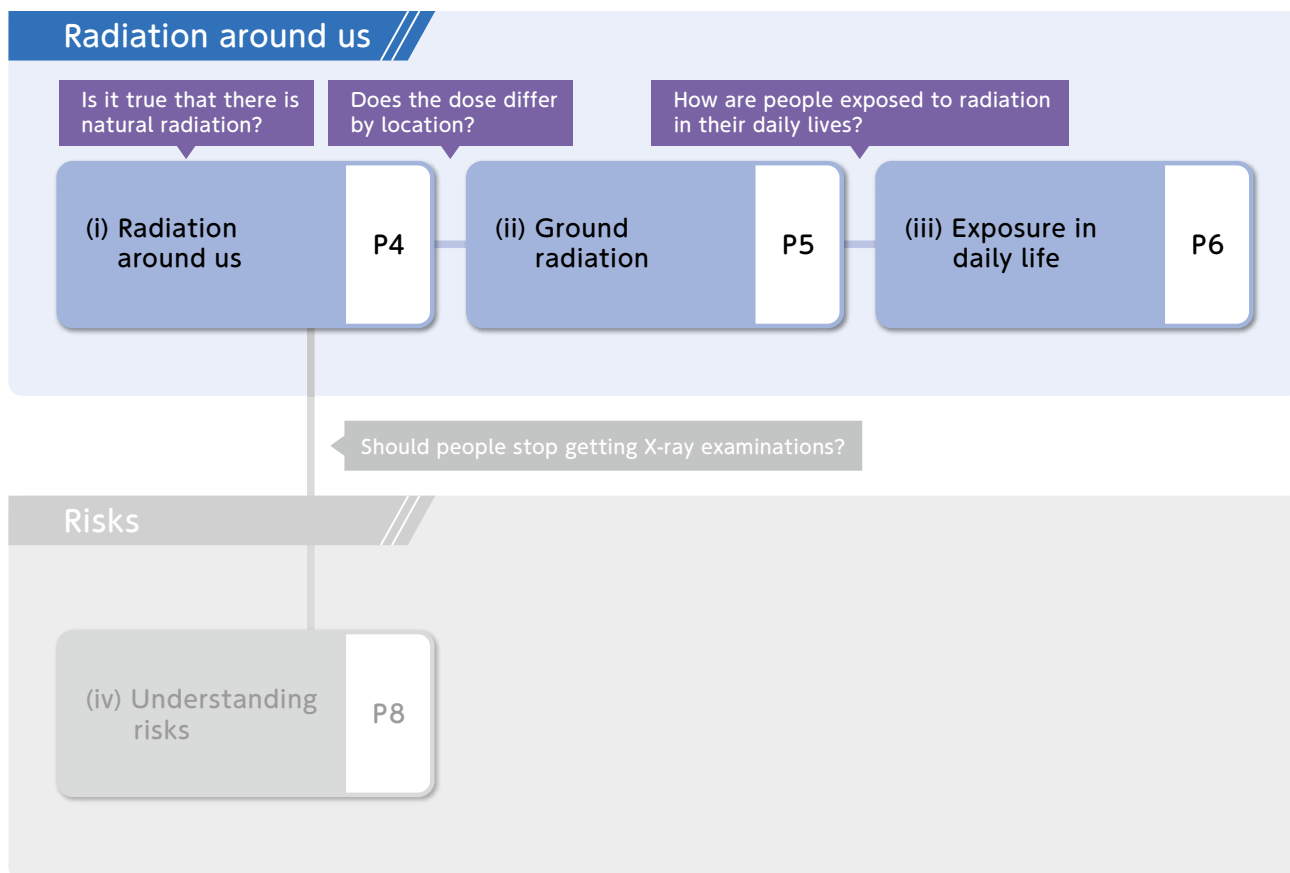 Radiation around us
Is it true that there is
natural radiation?
Does the dose differ
by location?
How are people exposed to radiation
in their daily lives?
(i) Radiation
around us
P4
(ii) Ground
radiation
P5
(iii) Exposure in
daily life
P6
Should people stop getting X-ray examinations?
Risks
(iv) Understanding
risks
P8